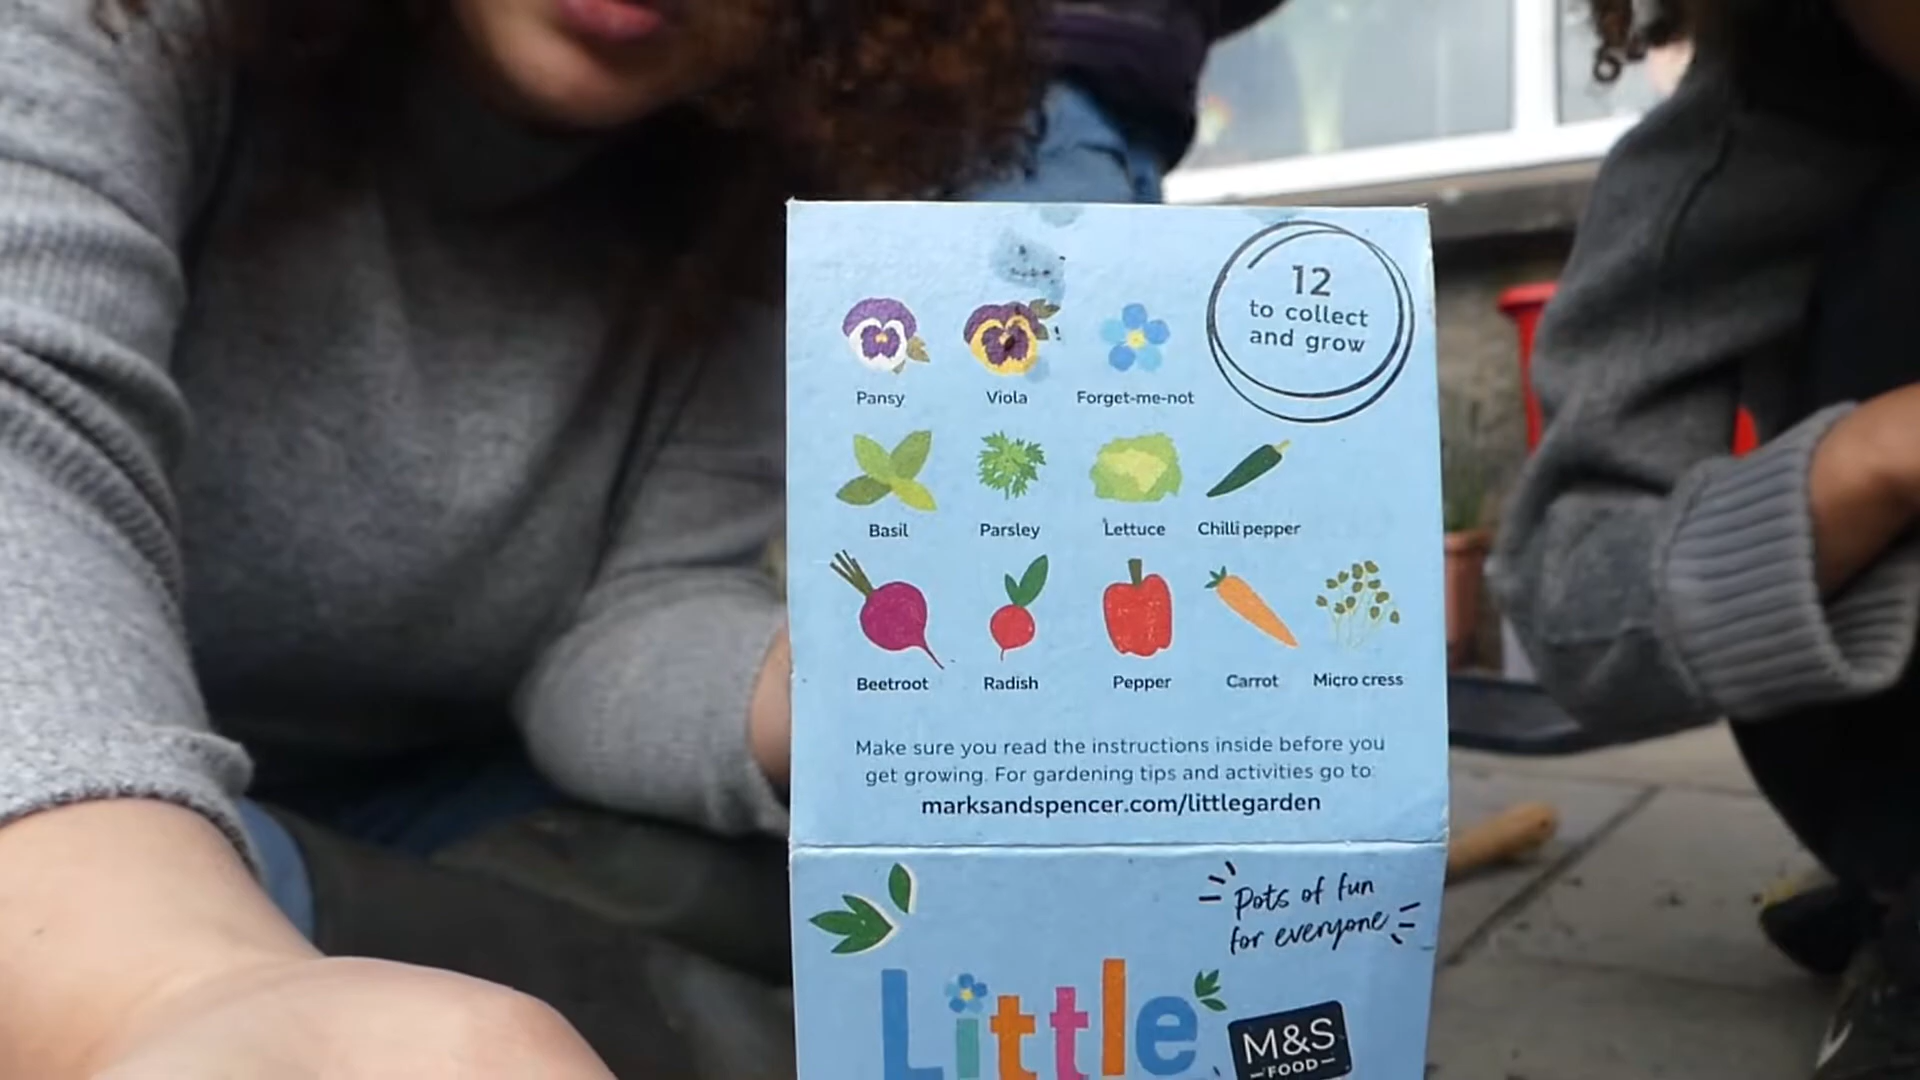 12
to collect
and grow
Pansy
Viola
Forget-me-not
Basil
Parsley
Lettuce
Chilli pepper
Beetroot
Radish
Pepper
Carrot
Micro cress
Make sure you read the instructions inside before you
get growing. For gardening tips and activities go to:
marksandspencer.com/littlegarden
Pots of fun
for everyone
Little
M&S
FOOD